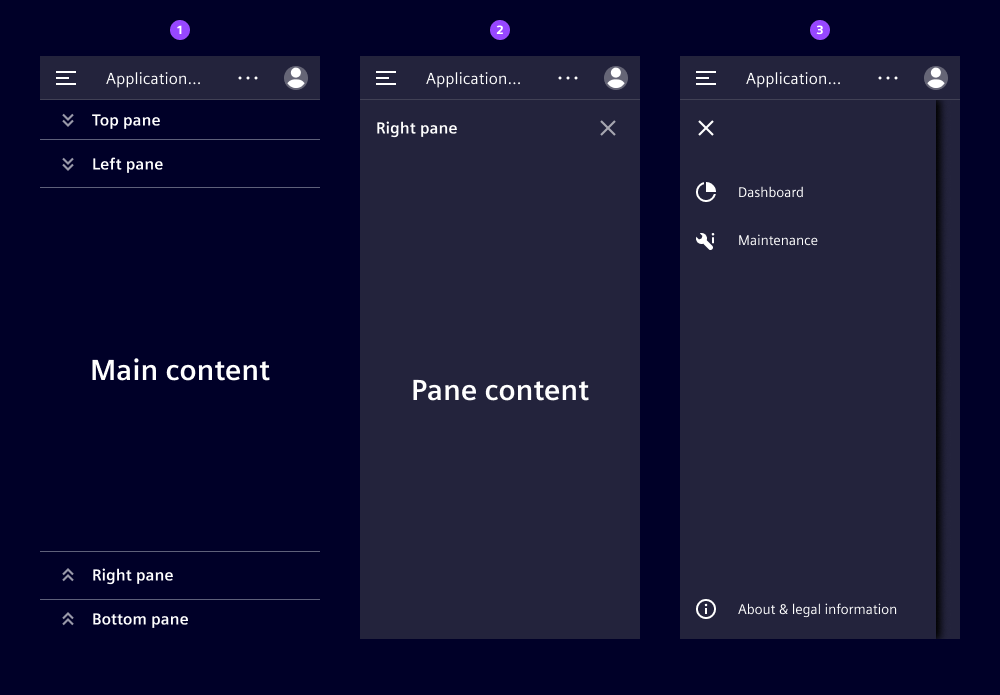 1
Application...
Top pane
Left pane
Main content
Right pane
Bottom pane
2
Application...
Right pane
Pane content
3
Application...
Dashboard
Maintenance
About & legal information